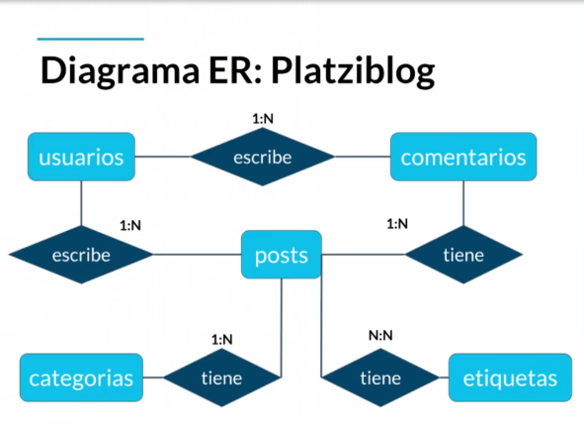 Diagrama ER: Platziblog
1:N
usuarios
escribe
comentarios
1:N
1:N
escribe
posts
tiene
1:N
N:N
categorias
tiene
tiene
etiquetas